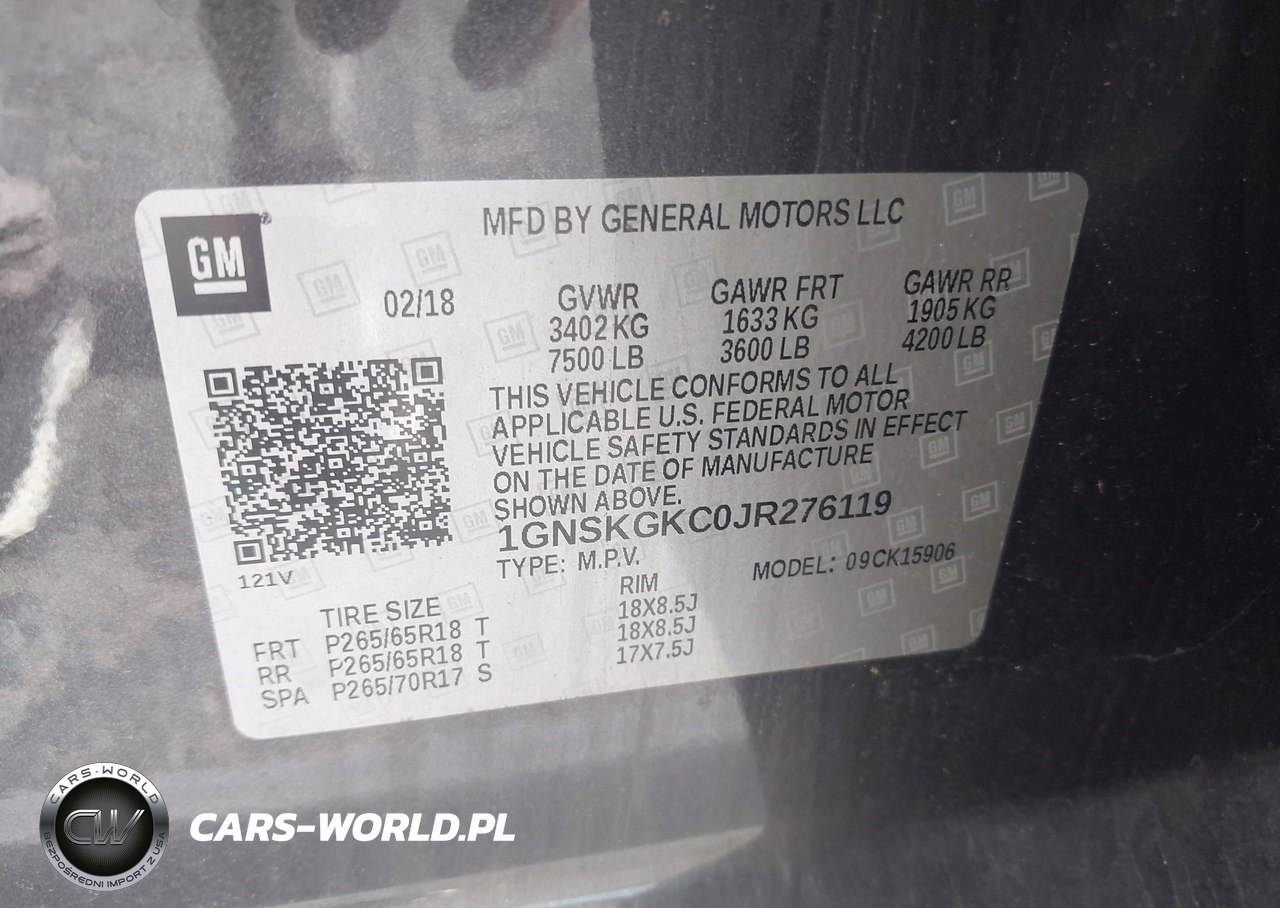 GM
MFD BY GENERAL MOTORS LLC
02/18 GVWR GAWR FRT GAWR RR
3402 KG 1633 KG 1905 KG
7500 LB 3600 LB 4200 LB
THIS VEHICLE CONFORMS TO ALL
APPLICABLE U.S. FEDERAL MOTOR
VEHICLE SAFETY STANDARDS IN EFFECT
ON THE DATE OF MANUFACTURE
SHOWN ABOVE.
1GNSKGKC0JR276119
TYPE: M.P.V. MODEL: 09CK15906
121V
TIRE SIZE RIM
FRT P265/65R18 T 18X8.5J
RR P265/65R18 T 18X8.5J
SPA P265/70R17 S 17X7.5J
CARS-WORLD
CW
BEZPOŚREDNI IMPORT Z USA
CARS-WORLD.PL